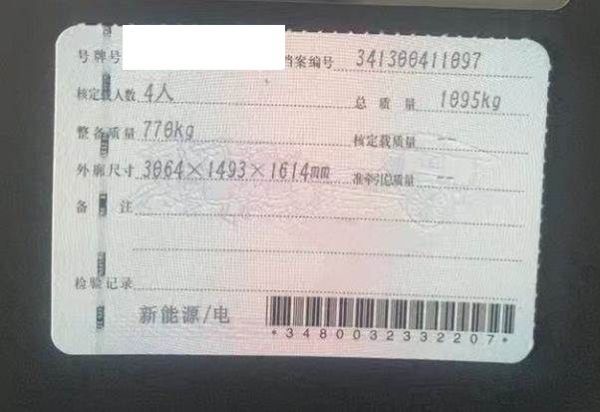 号牌号 档案编号 341300411097
核定载人数 4人 总质量 1095kg
整备质量 770kg 核定载质量 --
外廓尺寸 3064×1493×1614mm 准牵引总质量 --
备注
检验记录
新能源/电
*3480032332207*